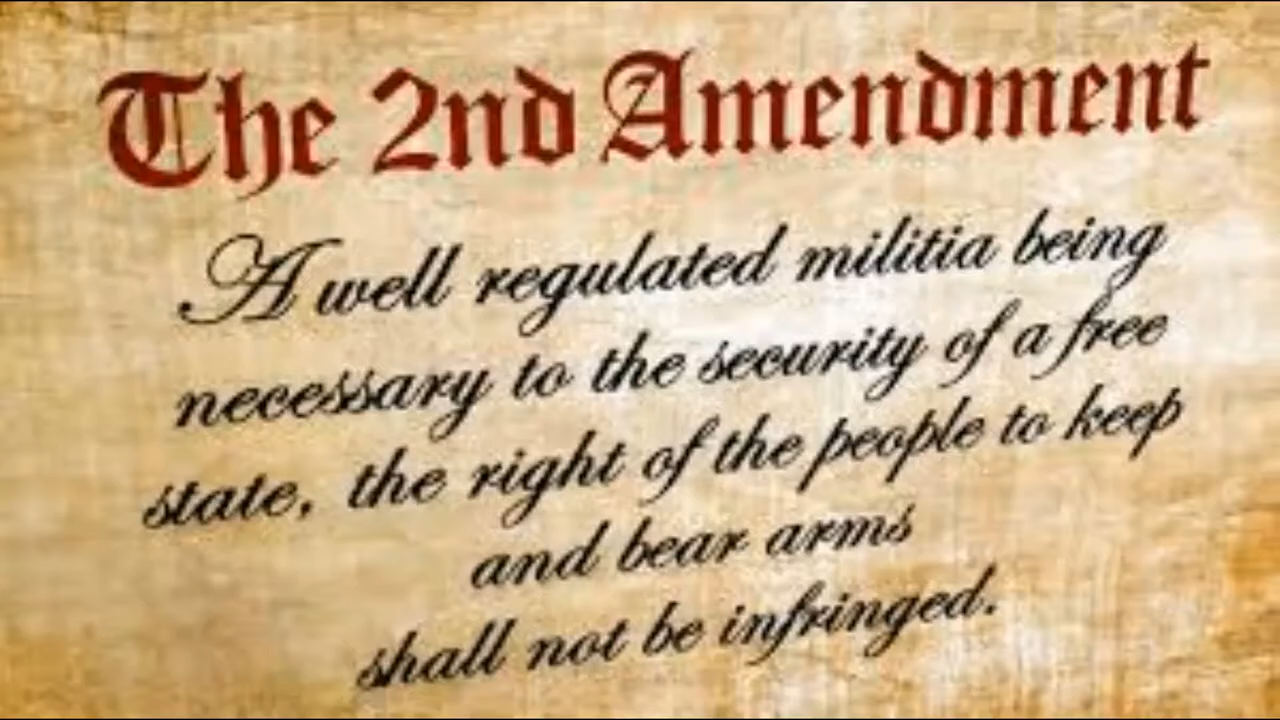 The 2nd Amendment
A well regulated militia being
necessary to the security of a free
state, the right of the people to keep
and bear arms
shall not be infringed.